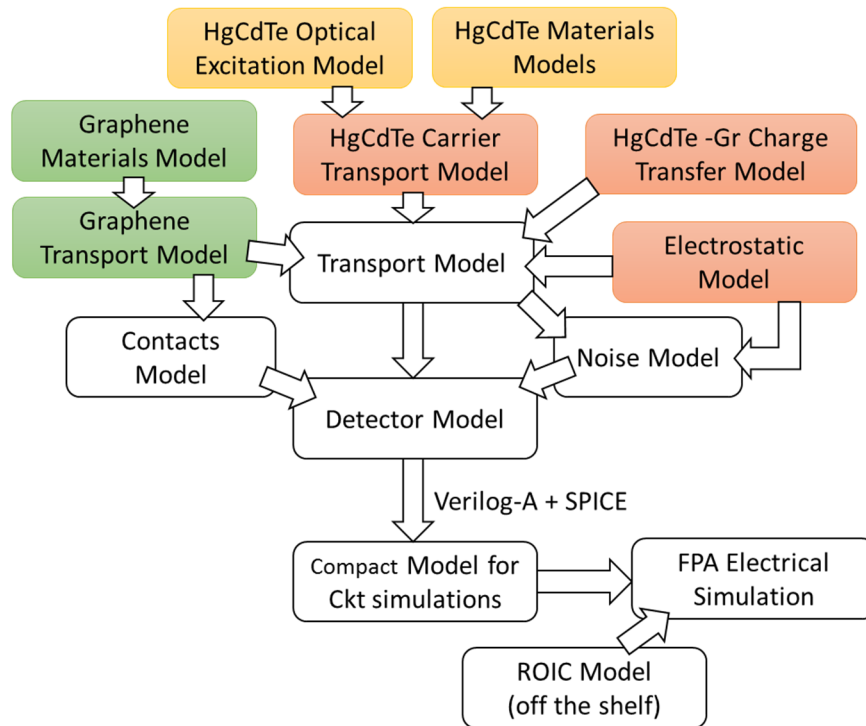 HgCdTe Optical
Excitation Model
HgCdTe Materials
Models
Graphene
Materials Model
HgCdTe Carrier
Transport Model
HgCdTe -Gr Charge
Transfer Model
Graphene
Transport Model
Transport Model
Electrostatic
Model
Contacts
Model
Noise Model
Detector Model
Verilog-A + SPICE
Compact Model for
Ckt simulations
FPA Electrical
Simulation
ROIC Model
(off the shelf)